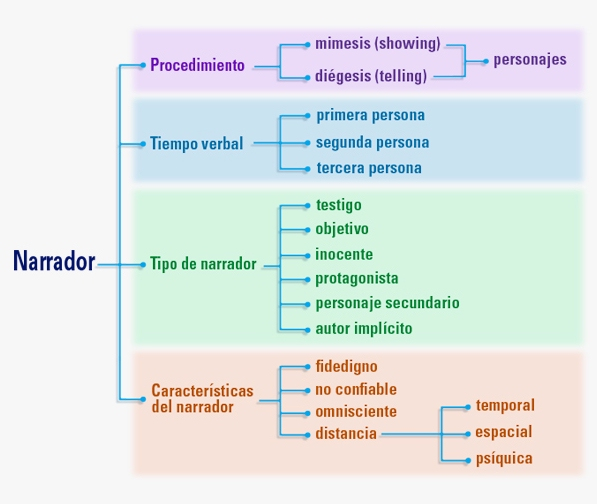 Narrador
Procedimiento
mimesis (showing)
diégesis (telling)
personajes
Tiempo verbal
primera persona
segunda persona
tercera persona
Tipo de narrador
testigo
objetivo
inocente
protagonista
personaje secundario
autor implícito
Características
del narrador
fidedigno
no confiable
omnisciente
distancia
temporal
espacial
psíquica